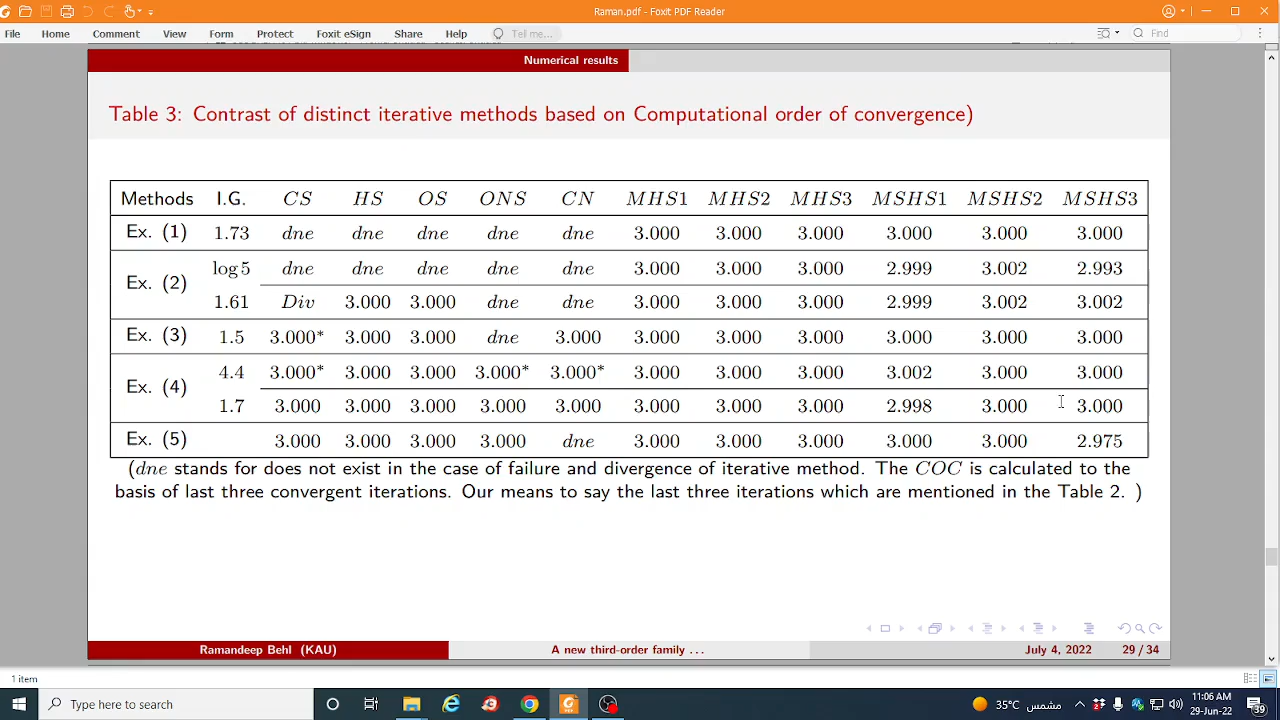 Raman.pdf - Foxit PDF Reader
File Home Comment View Form Protect Foxit eSign Share Help Tell me... Find
Numerical results
Table 3: Contrast of distinct iterative methods based on Computational order of convergence)
Methods I.G. CS HS OS ONS CN MHS1 MHS2 MHS3 MSHS1 MSHS2 MSHS3
Ex. (1) 1.73 dne dne dne dne dne 3.000 3.000 3.000 3.000 3.000 3.000
Ex. (2) log 5 dne dne dne dne dne 3.000 3.000 3.000 2.999 3.002 2.993
1.61 Div 3.000 3.000 dne dne 3.000 3.000 3.000 2.999 3.002 3.002
Ex. (3) 1.5 3.000* 3.000 3.000 dne 3.000 3.000 3.000 3.000 3.000 3.000 3.000
Ex. (4) 4.4 3.000* 3.000 3.000 3.000* 3.000* 3.000 3.000 3.000 3.002 3.000 3.000
1.7 3.000 3.000 3.000 3.000 3.000 3.000 3.000 3.000 2.998 3.000 3.000
Ex. (5) 3.000 3.000 3.000 3.000 dne 3.000 3.000 3.000 3.000 3.000 2.975
(dne stands for does not exist in the case of failure and divergence of iterative method. The COC is calculated to the
basis of last three convergent iterations. Our means to say the last three iterations which are mentioned in the Table 2. )
Ramandeep Behl (KAU) A new third-order family ... July 4, 2022 29 / 34
1 item
Type here to search 35°C مشمس 11:06 AM
29-Jun-22